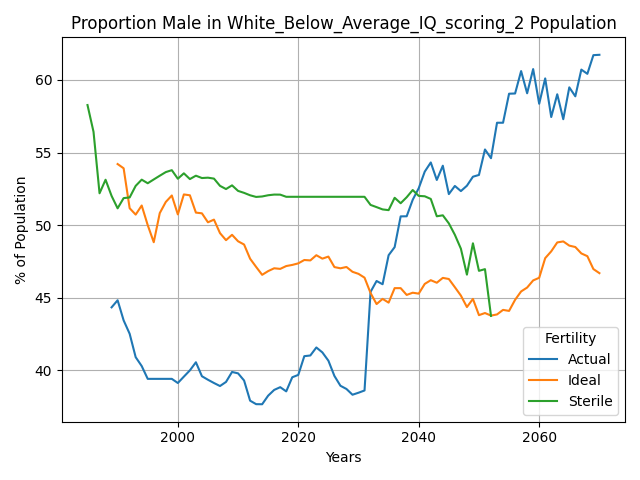 Proportion Male in White_Below_Average_IQ_scoring_2 Population
% of Population
60
55
50
45
40
2000
2020
2040
2060
Years
Fertility
Actual
Ideal
Sterile